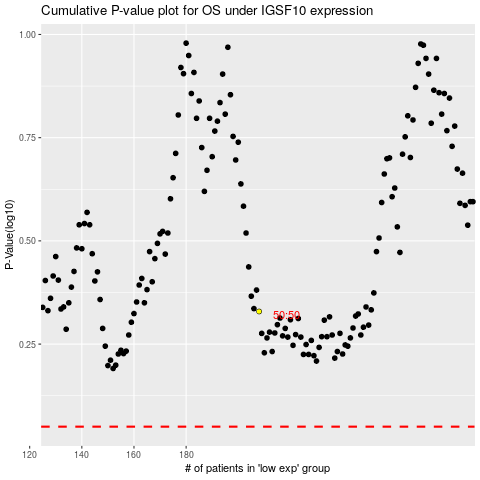 Cumulative P-value plot for OS under IGSF10 expression
P-Value(log10)
1.00
0.75
0.50
0.25
50:50
120 140 160 180
# of patients in 'low exp' group